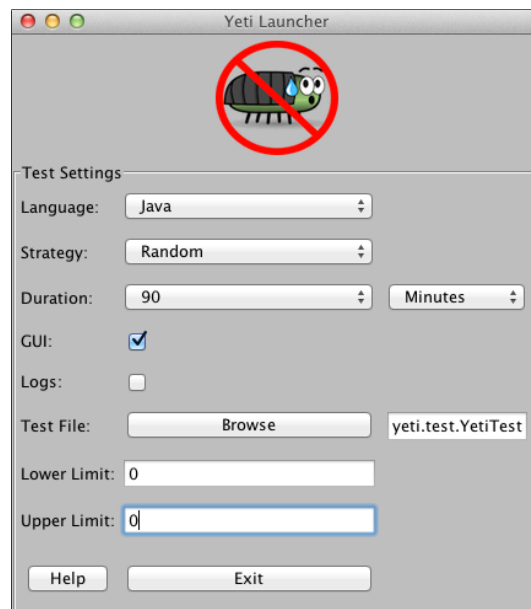 Yeti Launcher
Test Settings
Language: Java
Strategy: Random
Duration: 90 Minutes
GUI:
Logs:
Test File: Browse yeti.test.YetiTest
Lower Limit: 0
Upper Limit: 0
Help Exit